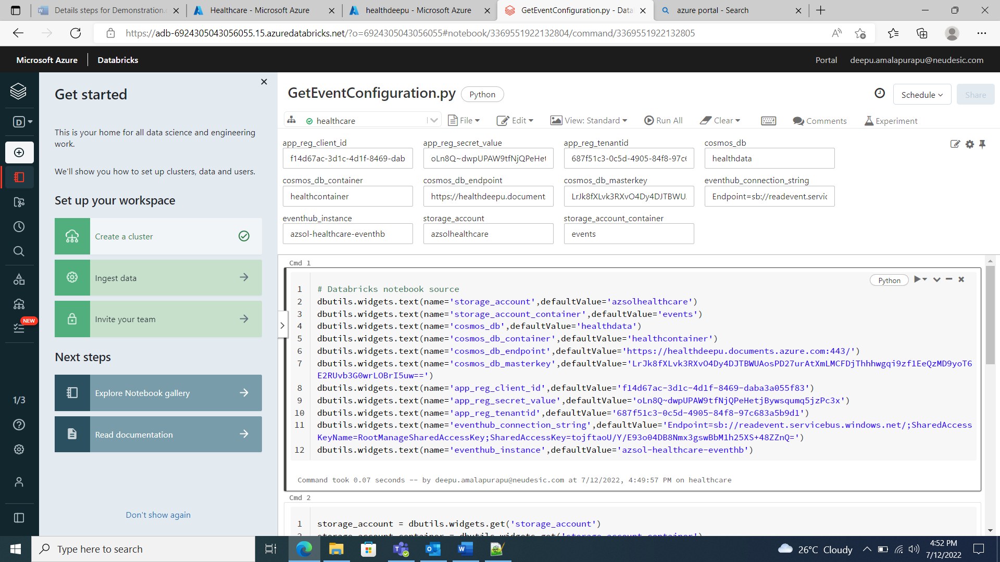 Details steps for Demonstration.
Healthcare - Microsoft Azure
healthdeepu - Microsoft Azure
GetEventConfiguration.py - Data
azure portal - Search
https://adb-6924305043056055.15.azuredatabricks.net/?o=6924305043056055#notebook/3369551922132804/command/3369551922132805
Microsoft Azure
Databricks
Portal
deepu.amalapurapu@neudesic.com
D
NEW
1/3
Get started
This is your home for all data science and engineering
work.
We'll show you how to set up clusters, data and users.
Set up your workspace
Create a cluster
Ingest data
Invite your team
Next steps
Explore Notebook gallery
Read documentation
Don't show again
GetEventConfiguration.py
Python
Schedule
Share
healthcare
File
Edit
View: Standard
Run All
Clear
Comments
Experiment
app_reg_client_id
app_reg_secret_value
app_reg_tenantid
cosmos_db
f14d67ac-3d1c-4d1f-8469-dab
oLn8Q~dwpUPAW9tfNjQPeHet
687f51c3-0c5d-4905-84f8-97c6
healthdata
cosmos_db_container
cosmos_db_endpoint
cosmos_db_masterkey
eventhub_connection_string
healthcontainer
https://healthdeepu.document
LrJk8fXLvk3RXvO4Dy4DJTBWU
Endpoint=sb://readevent.servic
eventhub_instance
storage_account
storage_account_container
azsol-healthcare-eventhb
azsolhealthcare
events
Cmd 1
Python
1 # Databricks notebook source
2 dbutils.widgets.text(name='storage_account',defaultValue='azsolhealthcare')
3 dbutils.widgets.text(name='storage_account_container',defaultValue='events')
4 dbutils.widgets.text(name='cosmos_db',defaultValue='healthdata')
5 dbutils.widgets.text(name='cosmos_db_container',defaultValue='healthcontainer')
6 dbutils.widgets.text(name='cosmos_db_endpoint',defaultValue='https://healthdeepu.documents.azure.com:443/')
7 dbutils.widgets.text(name='cosmos_db_masterkey',defaultValue='LrJk8fXLvk3RXvO4Dy4DJTBWUAosPD27urAtXmLMCFDjThhhwgqi9zf1EeQzMD9yoT6
E2RUvb3G0wrLOBrI5uw==')
8 dbutils.widgets.text(name='app_reg_client_id',defaultValue='f14d67ac-3d1c-4d1f-8469-daba3a055f83')
9 dbutils.widgets.text(name='app_reg_secret_value',defaultValue='oLn8Q~dwpUPAW9tfNjQPeHetjBywsqumq5jzPc3x')
10 dbutils.widgets.text(name='app_reg_tenantid',defaultValue='687f51c3-0c5d-4905-84f8-97c683a5b9d1')
11 dbutils.widgets.text(name='eventhub_connection_string',defaultValue='Endpoint=sb://readevent.servicebus.windows.net/;SharedAccess
KeyName=RootManageSharedAccessKey;SharedAccessKey=tojftaoU/Y/E93o04DB8Nmx3gswBbM1h25XS+48ZZnQ=')
12 dbutils.widgets.text(name='eventhub_instance',defaultValue='azsol-healthcare-eventhb')
Command took 0.07 seconds -- by deepu.amalapurapu@neudesic.com at 7/12/2022, 4:49:57 PM on healthcare
Cmd 2
1 storage_account = dbutils.widgets.get('storage_account')
2 storage_account_container = dbutils.widgets.get('storage_account_container')
Type here to search
26°C Cloudy
4:52 PM
7/12/2022